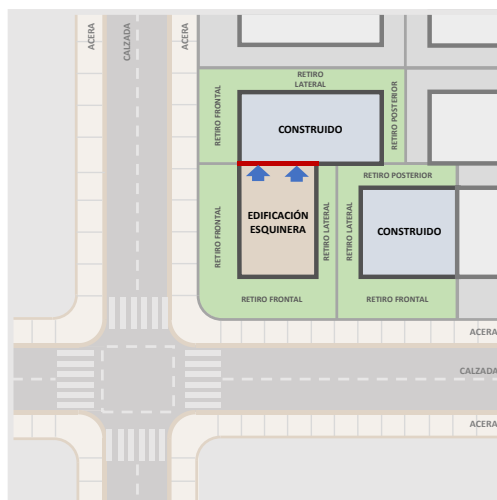 ACERA
CALZADA
ACERA
RETIRO
LATERAL
RETIRO FRONTAL
CONSTRUIDO
RETIRO POSTERIOR
RETIRO POSTERIOR
RETIRO FRONTAL
EDIFICACIÓN
ESQUINERA
RETIRO LATERAL
RETIRO LATERAL
CONSTRUIDO
RETIRO FRONTAL
RETIRO FRONTAL
ACERA
CALZADA
ACERA